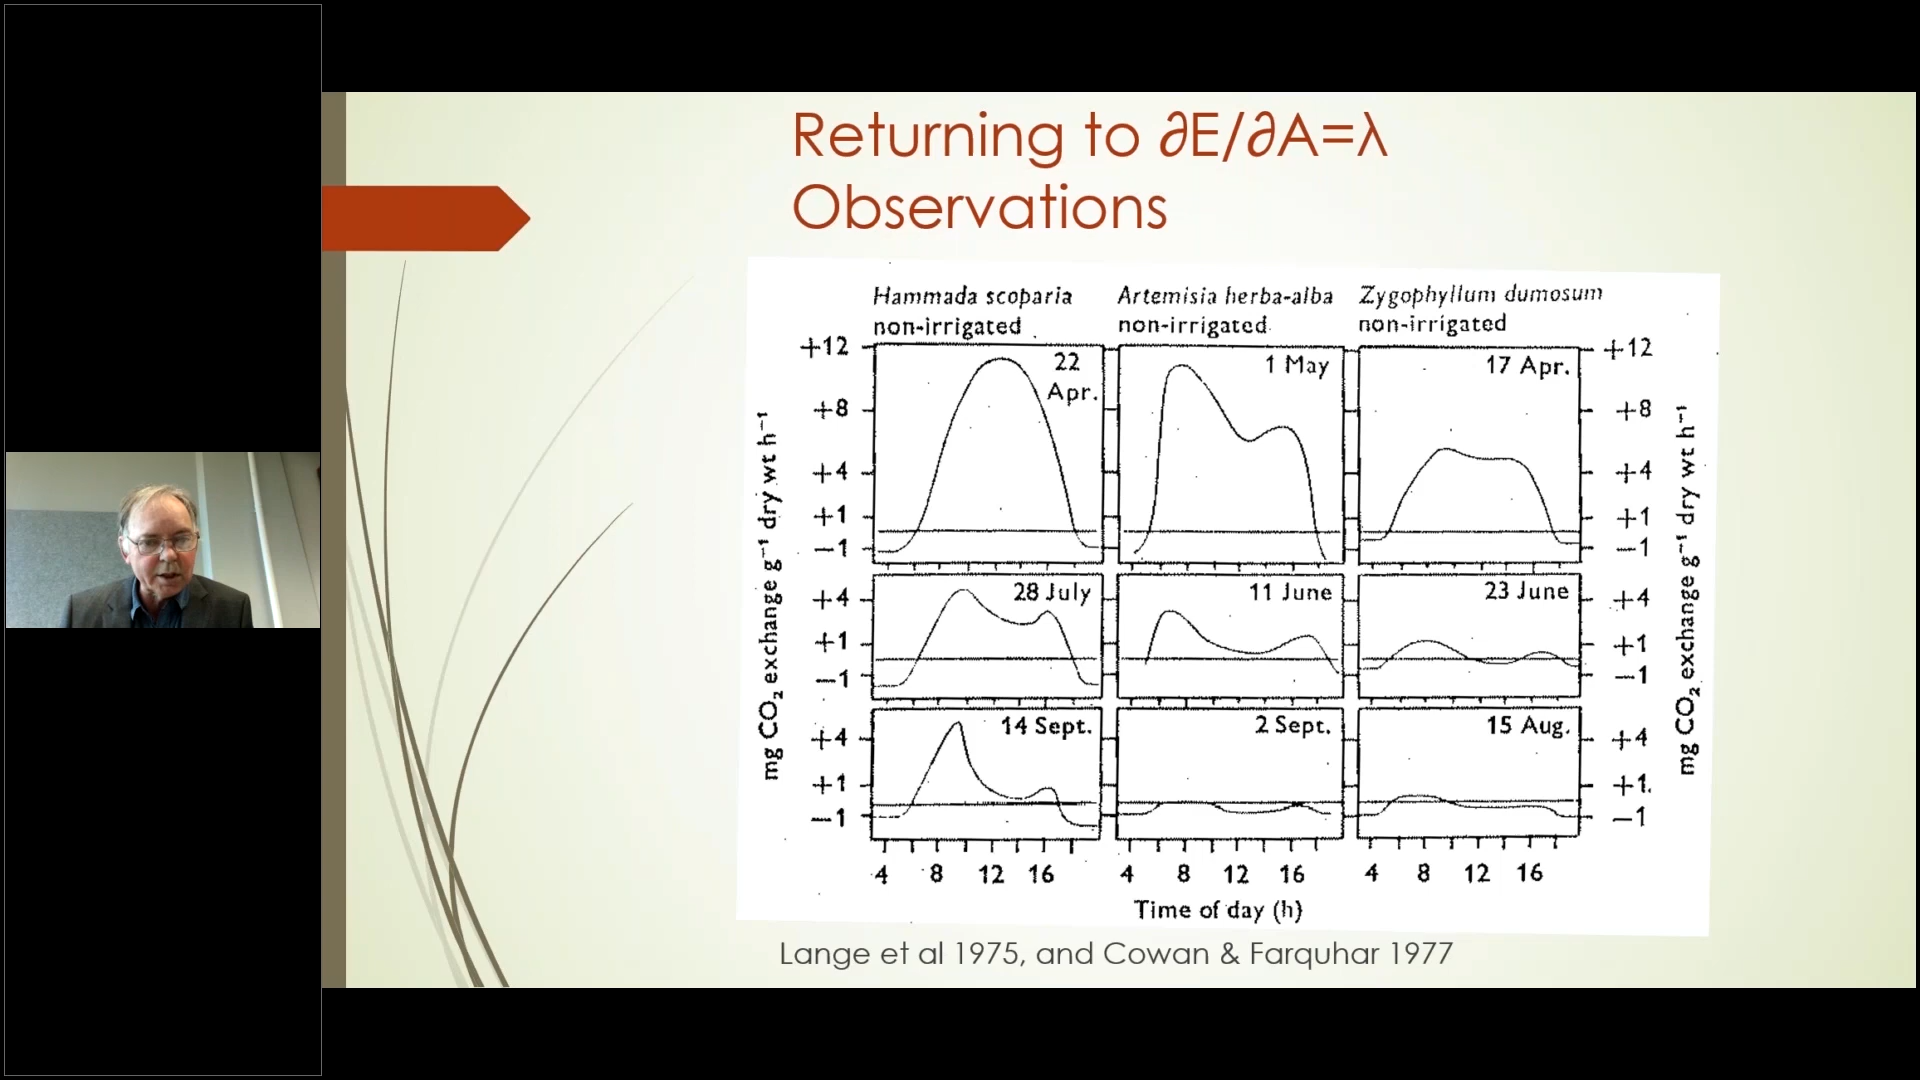 Returning to ∂E/∂A=λ
Observations
Hammada scoparia
non-irrigated
Artemisia herba-alba
non-irrigated
Zygophyllum dumosum
non-irrigated
mg CO₂ exchange g⁻¹ dry wt h⁻¹
+12
+8
+4
+1
−1
+4
+1
−1
+4
+1
−1
22
Apr.
1 May
17 Apr.
28 July
11 June
23 June
14 Sept.
2 Sept.
15 Aug.
+12
+8
+4
+1
−1
+4
+1
−1
+4
+1.
−1
mg CO₂ exchange g⁻¹ dry wt h⁻¹
4 8 12 16
4 8 12 16
4 8 12 16
Time of day (h)
Lange et al 1975, and Cowan & Farquhar 1977